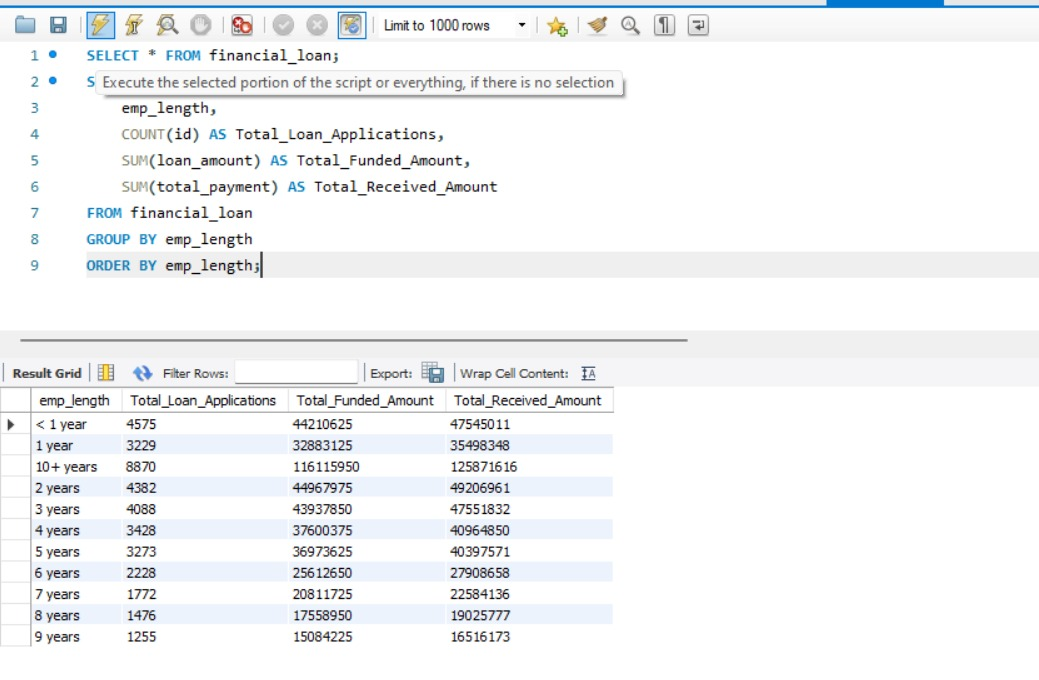 Limit to 1000 rows
1 SELECT * FROM financial_loan;
2 S Execute the selected portion of the script or everything, if there is no selection
3 emp_length,
4 COUNT(id) AS Total_Loan_Applications,
5 SUM(loan_amount) AS Total_Funded_Amount,
6 SUM(total_payment) AS Total_Received_Amount
7 FROM financial_loan
8 GROUP BY emp_length
9 ORDER BY emp_length;
Result Grid Filter Rows: Export: Wrap Cell Content: IA
emp_length Total_Loan_Applications Total_Funded_Amount Total_Received_Amount
< 1 year 4575 44210625 47545011
1 year 3229 32883125 35498348
10+ years 8870 116115950 125871616
2 years 4382 44967975 49206961
3 years 4088 43937850 47551832
4 years 3428 37600375 40964850
5 years 3273 36973625 40397571
6 years 2228 25612650 27908658
7 years 1772 20811725 22584136
8 years 1476 17558950 19025777
9 years 1255 15084225 16516173